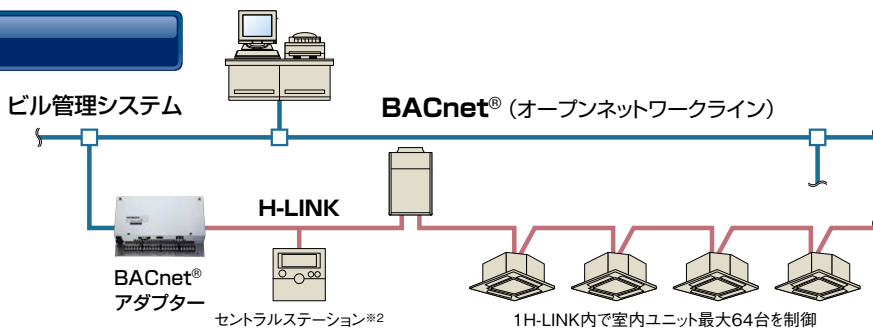 ビル管理システム
BACnet®（オープンネットワークライン）
H-LINK
BACnet®
アダプター
セントラルステーション※2
1H-LINK内で室内ユニット最大64台を制御